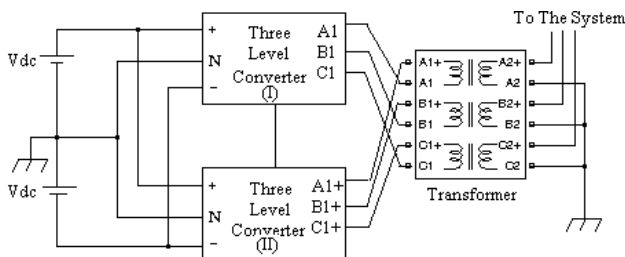 To The System
+ Three A1
Vdc N Level B1
Converter C1
- (I)
A1+ A2+
A1 A2
B1+ B2+
B1 B2
C1+ C2+
C1 C2
Transformer
Vdc + Three A1+
N Level B1+
Converter C1+
- (II)